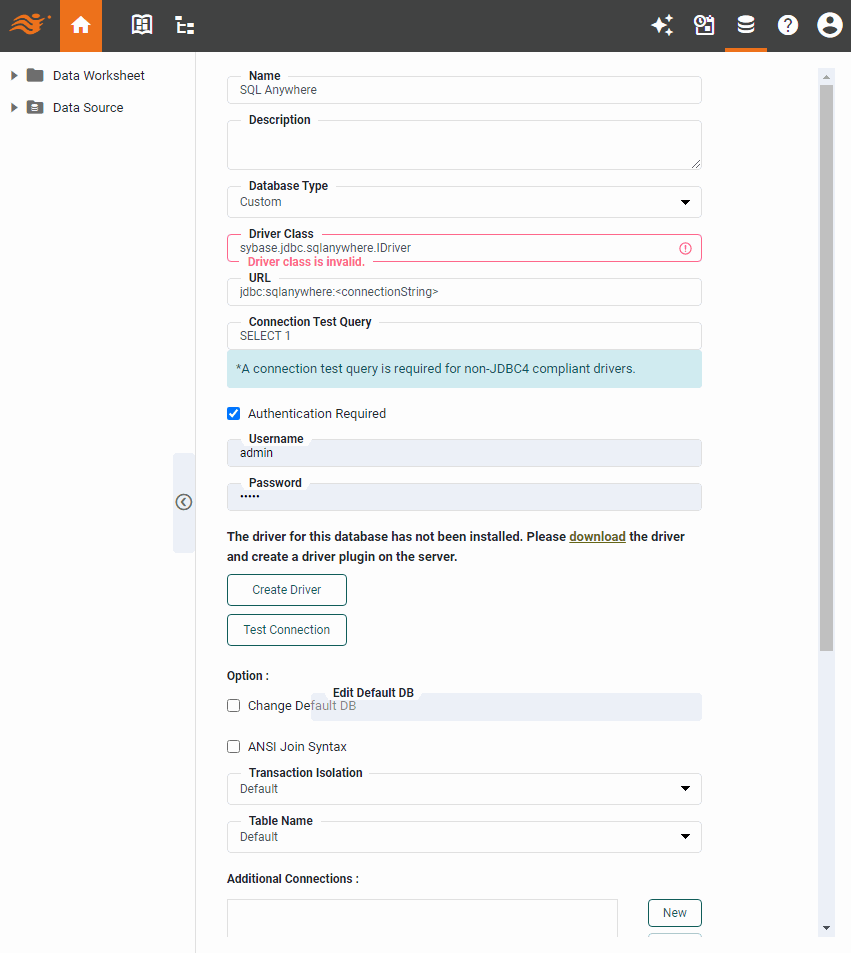 Data Worksheet
Data Source
Name
SQL Anywhere
Description
Database Type
Custom
Driver Class
sybase.jdbc.sqlanywhere.IDriver
Driver class is invalid.
URL
jdbc:sqlanywhere:<connectionString>
Connection Test Query
SELECT 1
*A connection test query is required for non-JDBC4 compliant drivers.
Authentication Required
Username
admin
Password
•••••
The driver for this database has not been installed. Please download the driver
and create a driver plugin on the server.
Create Driver
Test Connection
Option :
Edit Default DB
Change Default DB
ANSI Join Syntax
Transaction Isolation
Default
Table Name
Default
Additional Connections :
New